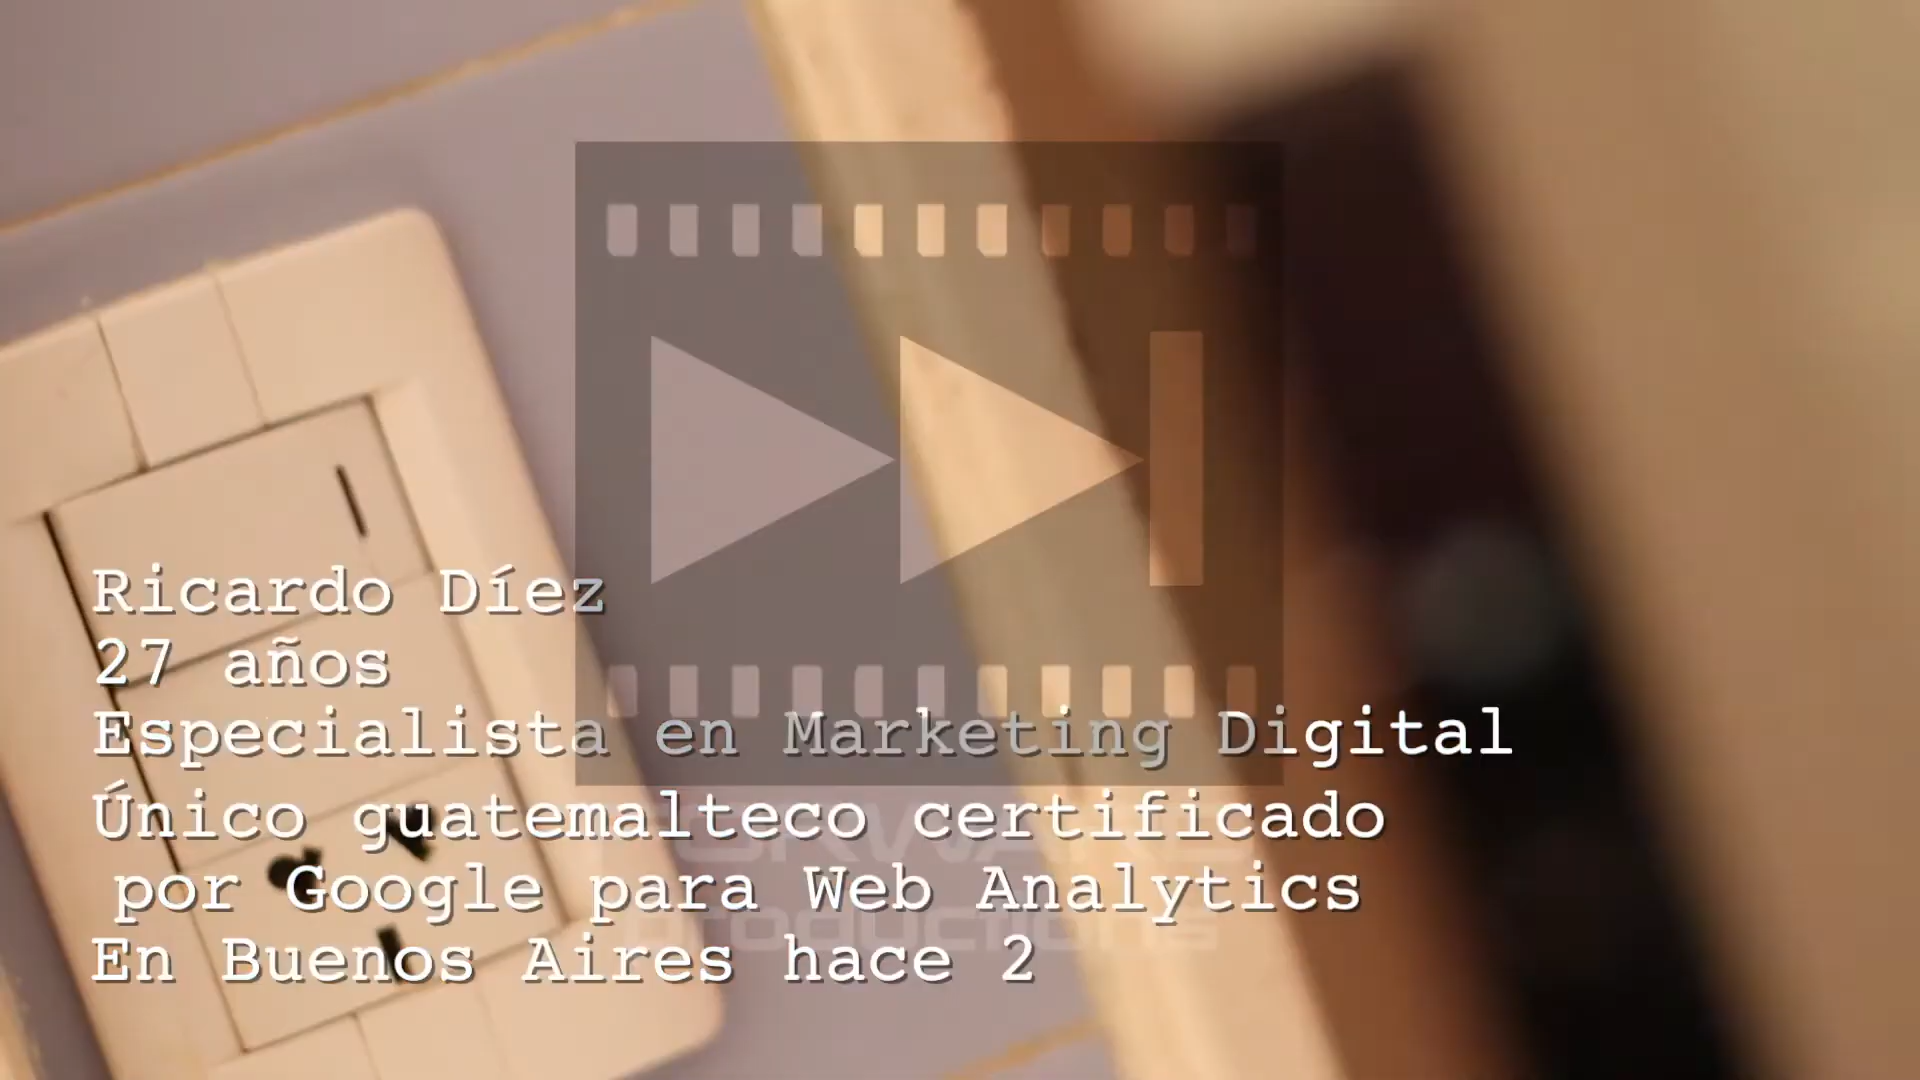 Ricardo Díez
27 años
Especialista en Marketing Digital
Único guatemalteco certificado
por Google para Web Analytics
En Buenos Aires hace 2
productions